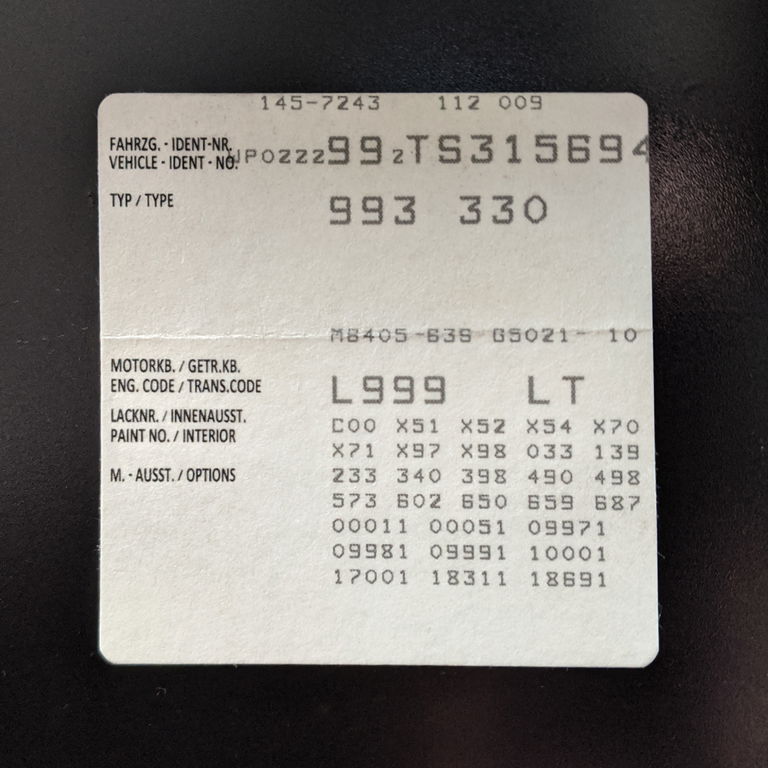 145-7243 112 009
FAHRZG. - IDENT-NR.
VEHICLE - IDENT - NO. WP0ZZZ99ZTS315694
TYP / TYPE 993 330
M6405-639 G5021- 10
MOTORKB. / GETR.KB.
ENG. CODE / TRANS.CODE L999 LT
LACKNR. / INNENAUSST.
PAINT NO. / INTERIOR C00 X51 X52 X54 X70
X71 X97 X98 033 139
M. - AUSST. / OPTIONS 233 340 398 490 498
573 602 650 659 687
00011 00051 09971
09981 09991 10001
17001 18311 18691